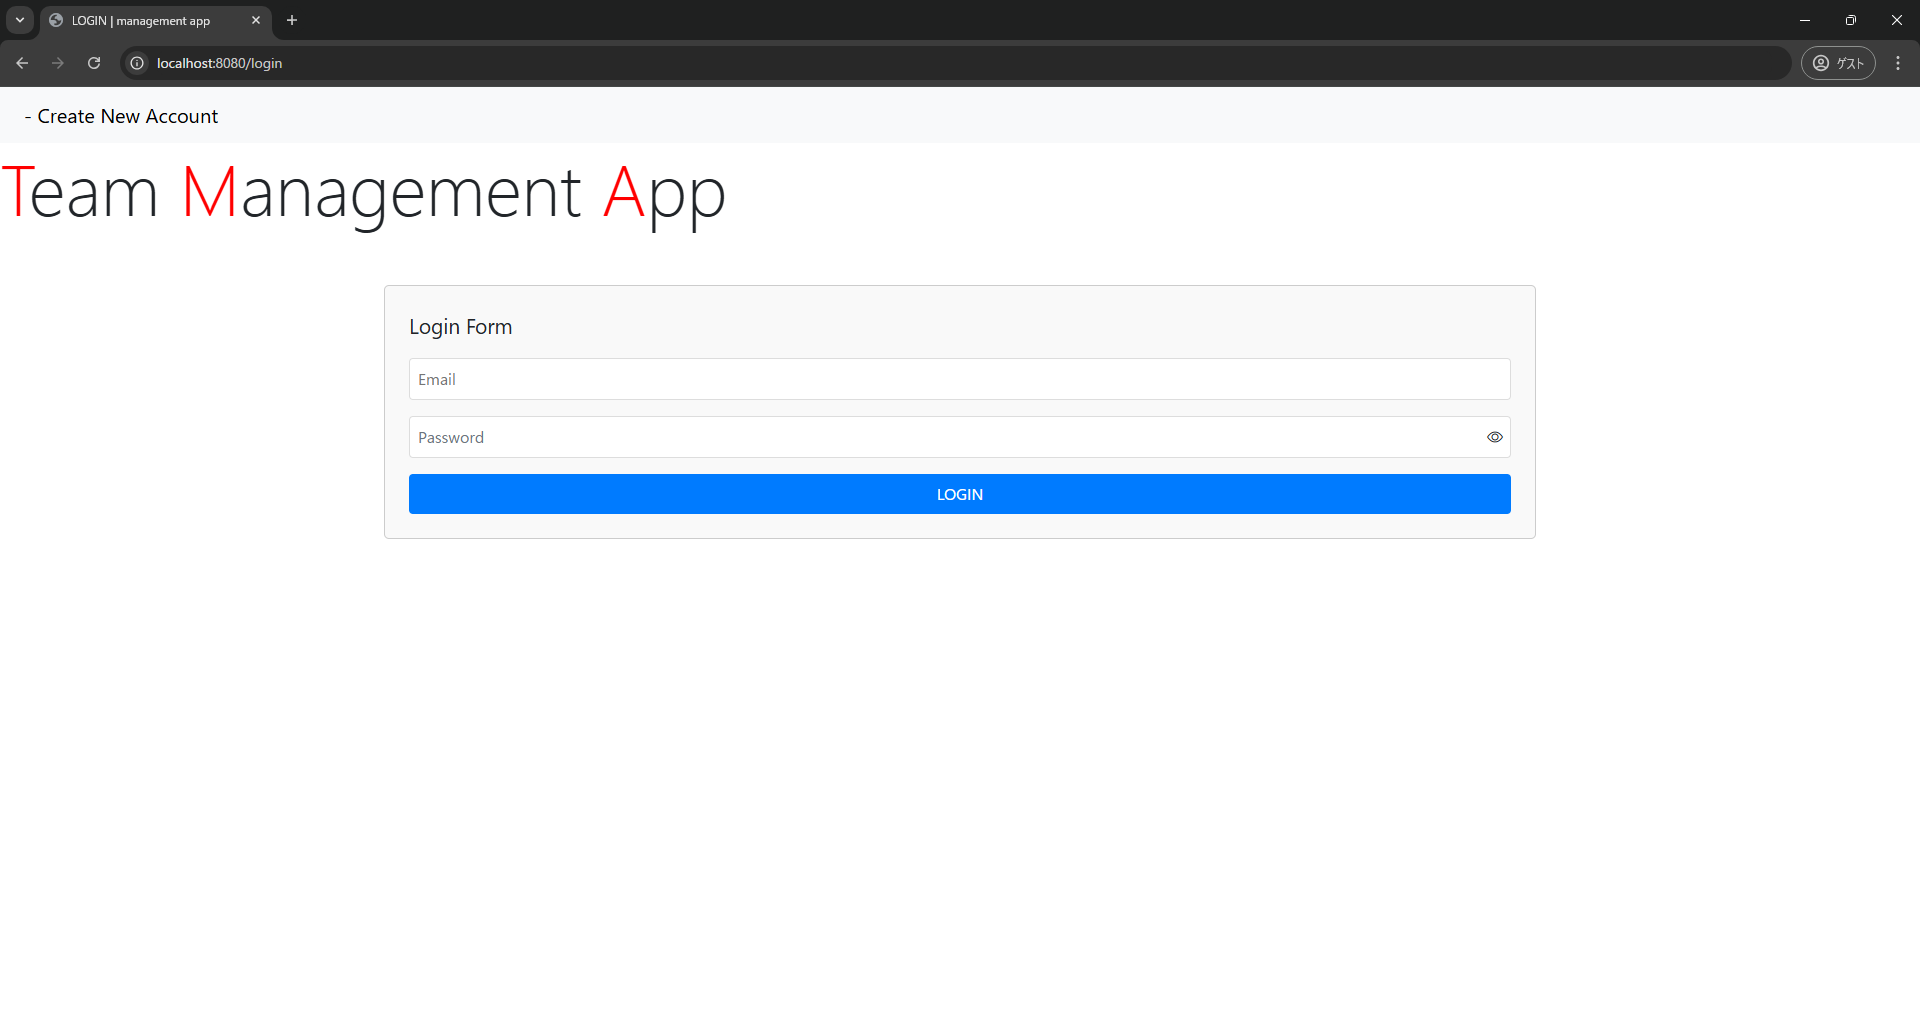 LOGIN | management app
localhost:8080/login
ゲスト
- Create New Account
Team Management App
Login Form
Email
Password
LOGIN